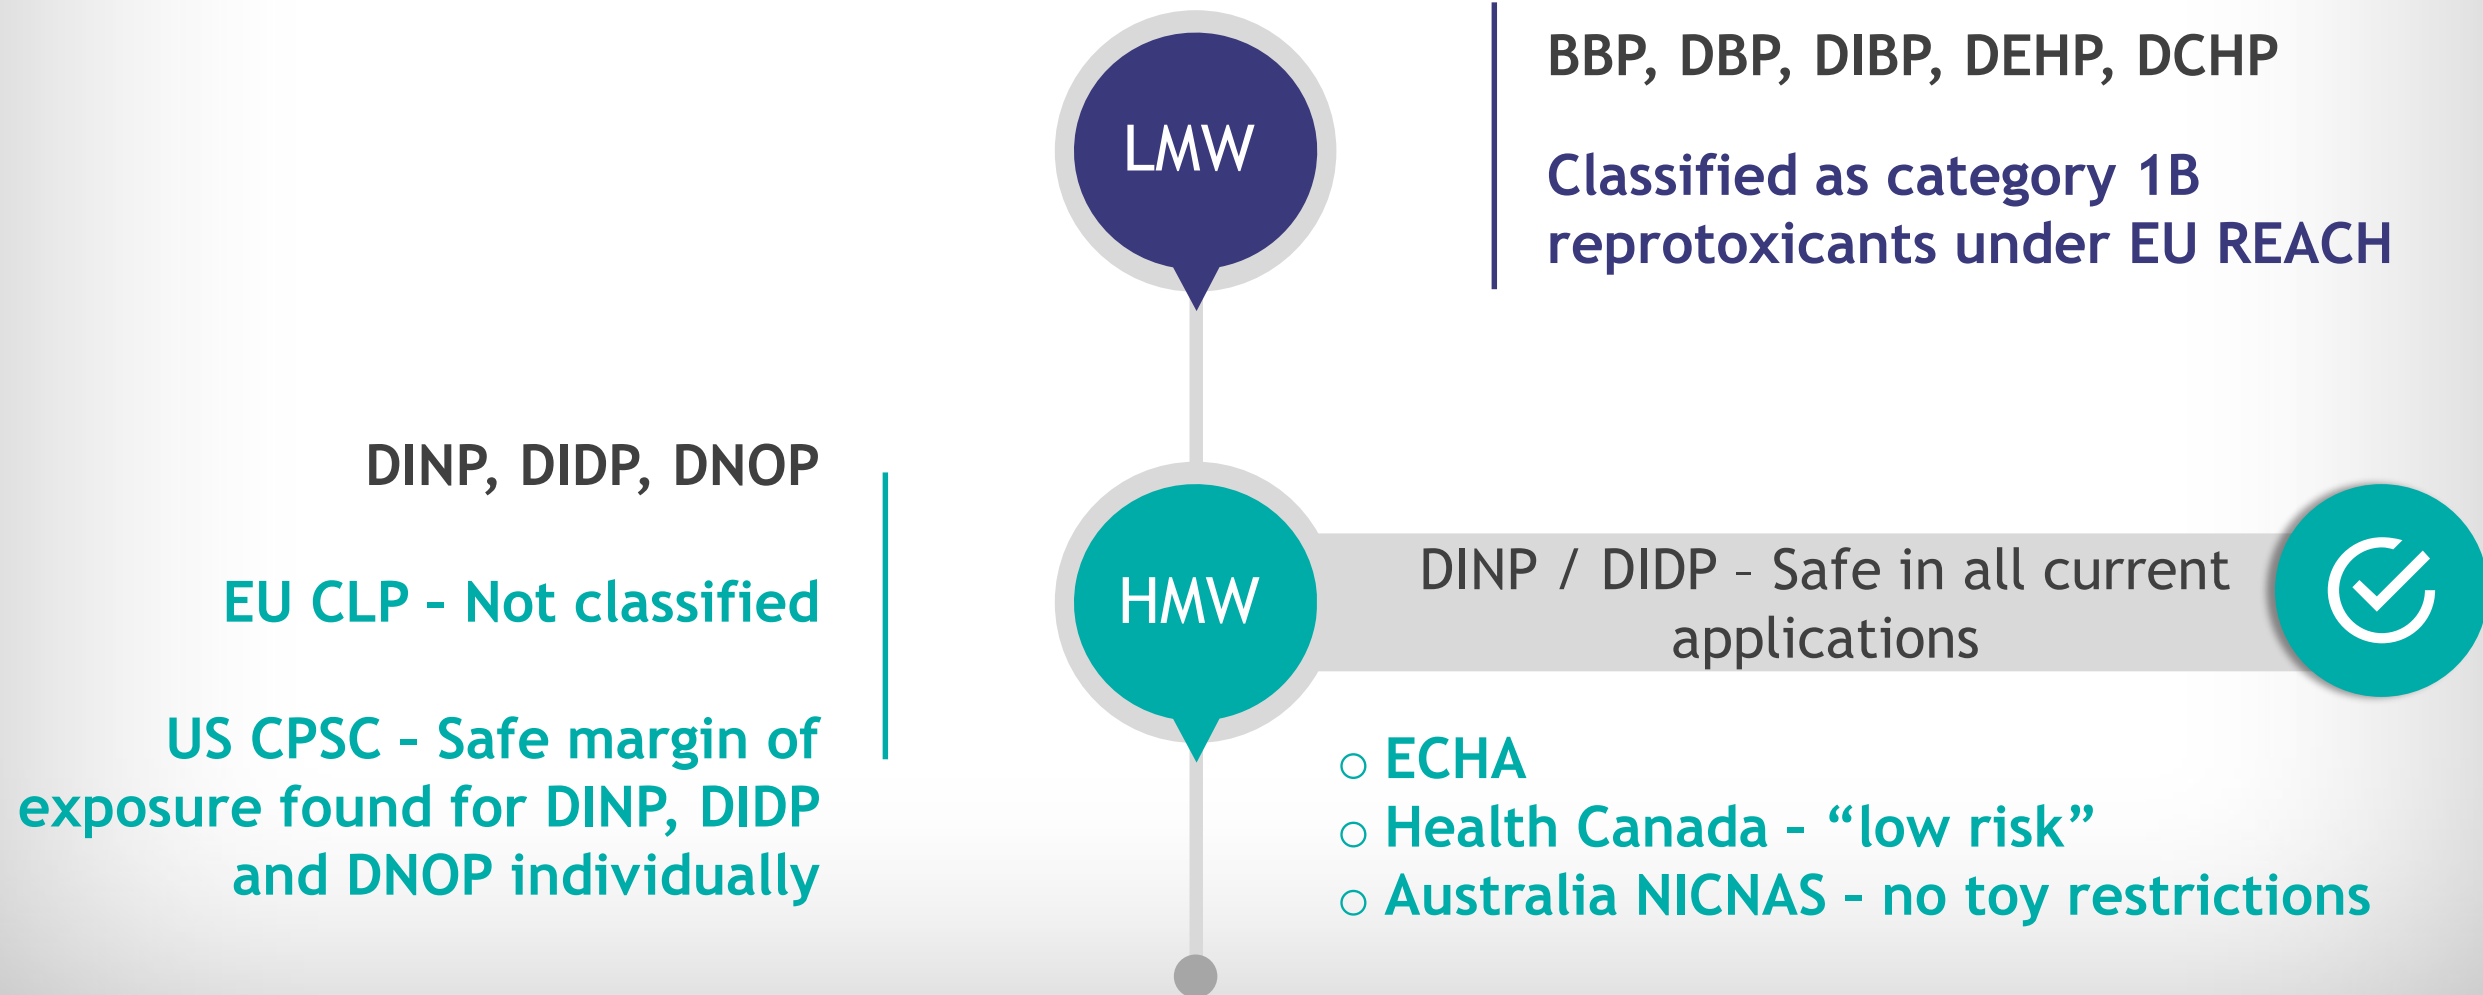 LMW
BBP, DBP, DIBP, DEHP, DCHP
Classified as category 1B
reprotoxicants under EU REACH
DINP, DIDP, DNOP
EU CLP – Not classified
US CPSC – Safe margin of
exposure found for DINP, DIDP
and DNOP individually
HMW
DINP / DIDP – Safe in all current
applications
o ECHA
o Health Canada – “low risk”
o Australia NICNAS – no toy restrictions